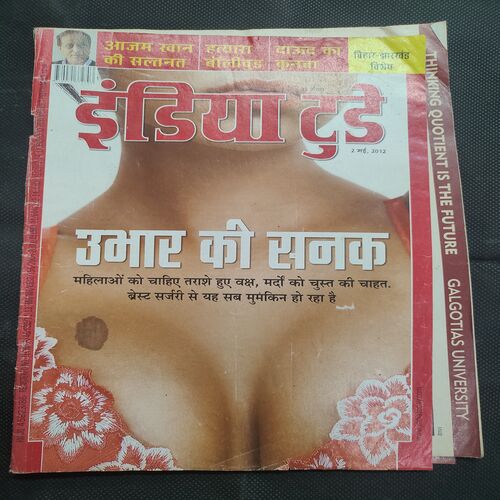 आजम खान
की सल्तनत
हत्यारा
बॉलीवुड
दाऊद का
कुनबा
बिहार-झारखंड
विशेष
इंडिया टुडे
2 मई, 2012
उभार की सनक
महिलाओं को चाहिए तराशे हुए वक्ष, मर्दों को चुस्त की चाहत.
ब्रेस्ट सर्जरी से यह सब मुमकिन हो रहा है
THINKING QUOTIENT IS THE FUTURE
GALGOTIAS UNIVERSITY